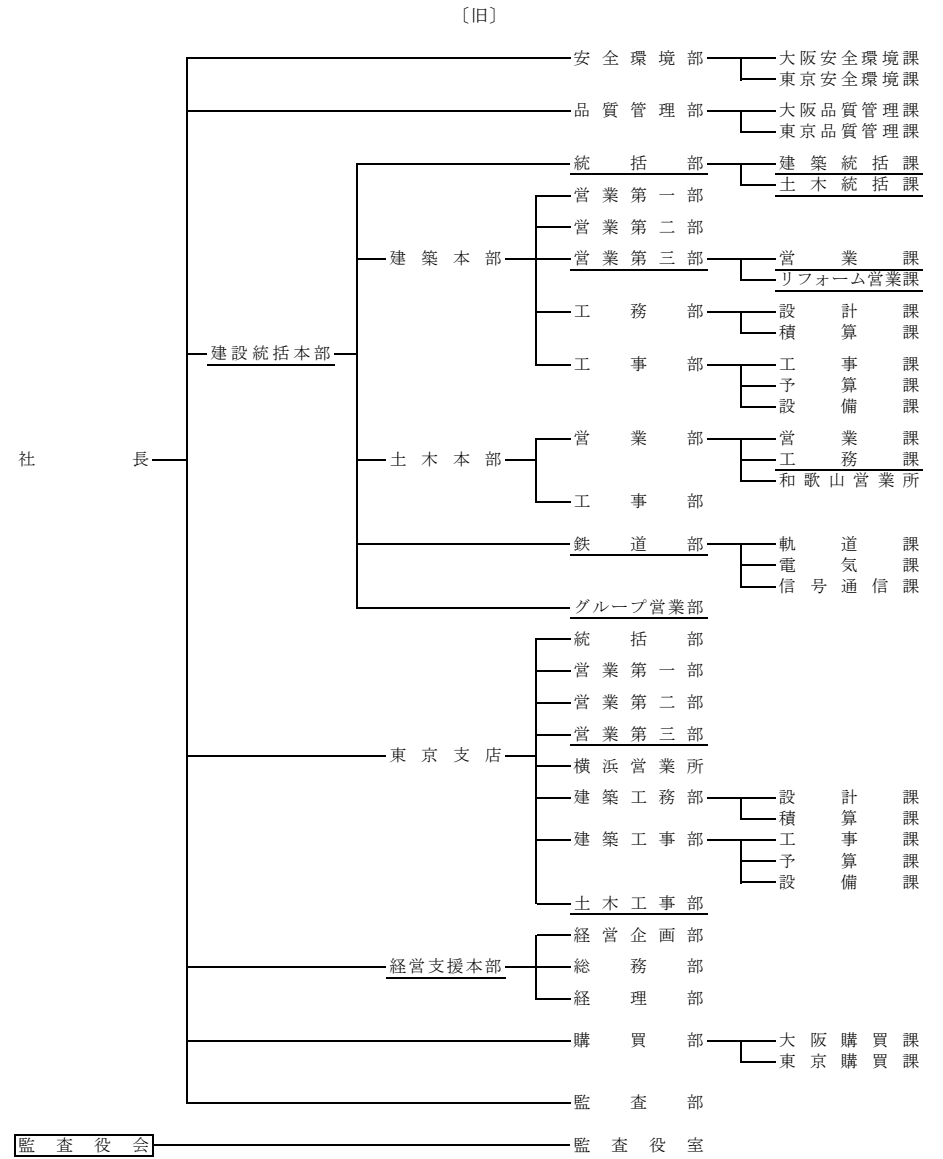 〔旧〕
安全環境部 大阪安全環境課
東京安全環境課
品質管理部 大阪品質管理課
東京品質管理課
統括部 建築統括課
土木統括課
営業第一部
営業第二部
建築本部 営業第三部 営業課
リフォーム営業課
工務部 設計課
積算課
建設統括本部
工事部 工事課
予算課
設備課
営業部 営業課
社長 土木本部 工務課
和歌山営業所
工事部
鉄道部 軌道課
電気課
信号通信課
グループ営業部
統括部
営業第一部
営業第二部
営業第三部
東京支店
横浜営業所
建築工務部 設計課
積算課
建築工事部 工事課
予算課
設備課
土木工事部
経営企画部
経営支援本部 総務部
経理部
購買部 大阪購買課
東京購買課
監査部
監査役会 監査役室